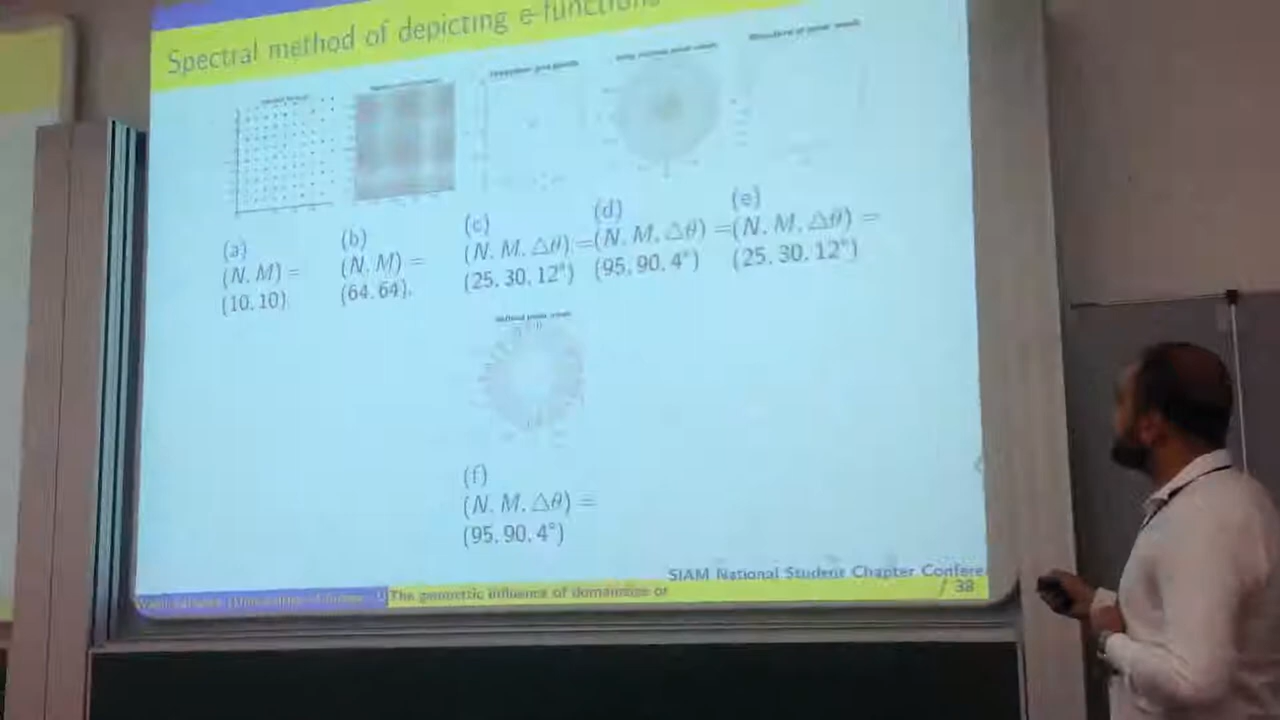 Spectral method of depicting e-functions
(a)
(N, M) =
(10, 10)
(b)
(N, M) =
(64, 64).
(c)
(N, M, △θ) =
(25, 30, 12°)
(d)
(N, M, △θ) =
(95, 90, 4°)
(e)
(N, M, △θ) =
(25, 30, 12°)
(f)
(N, M, △θ) =
(95, 90, 4°)
SIAM National Student Chapter Confere
The geometric influence of domainsize or
/ 38